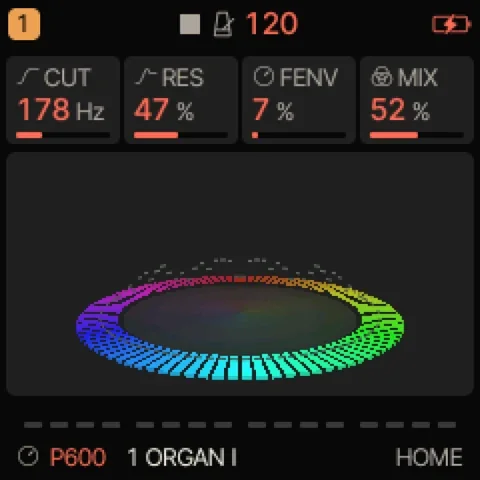 1 120
CUT RES FENV MIX
178 Hz 47 % 7 % 52 %
P600 1 ORGAN I HOME